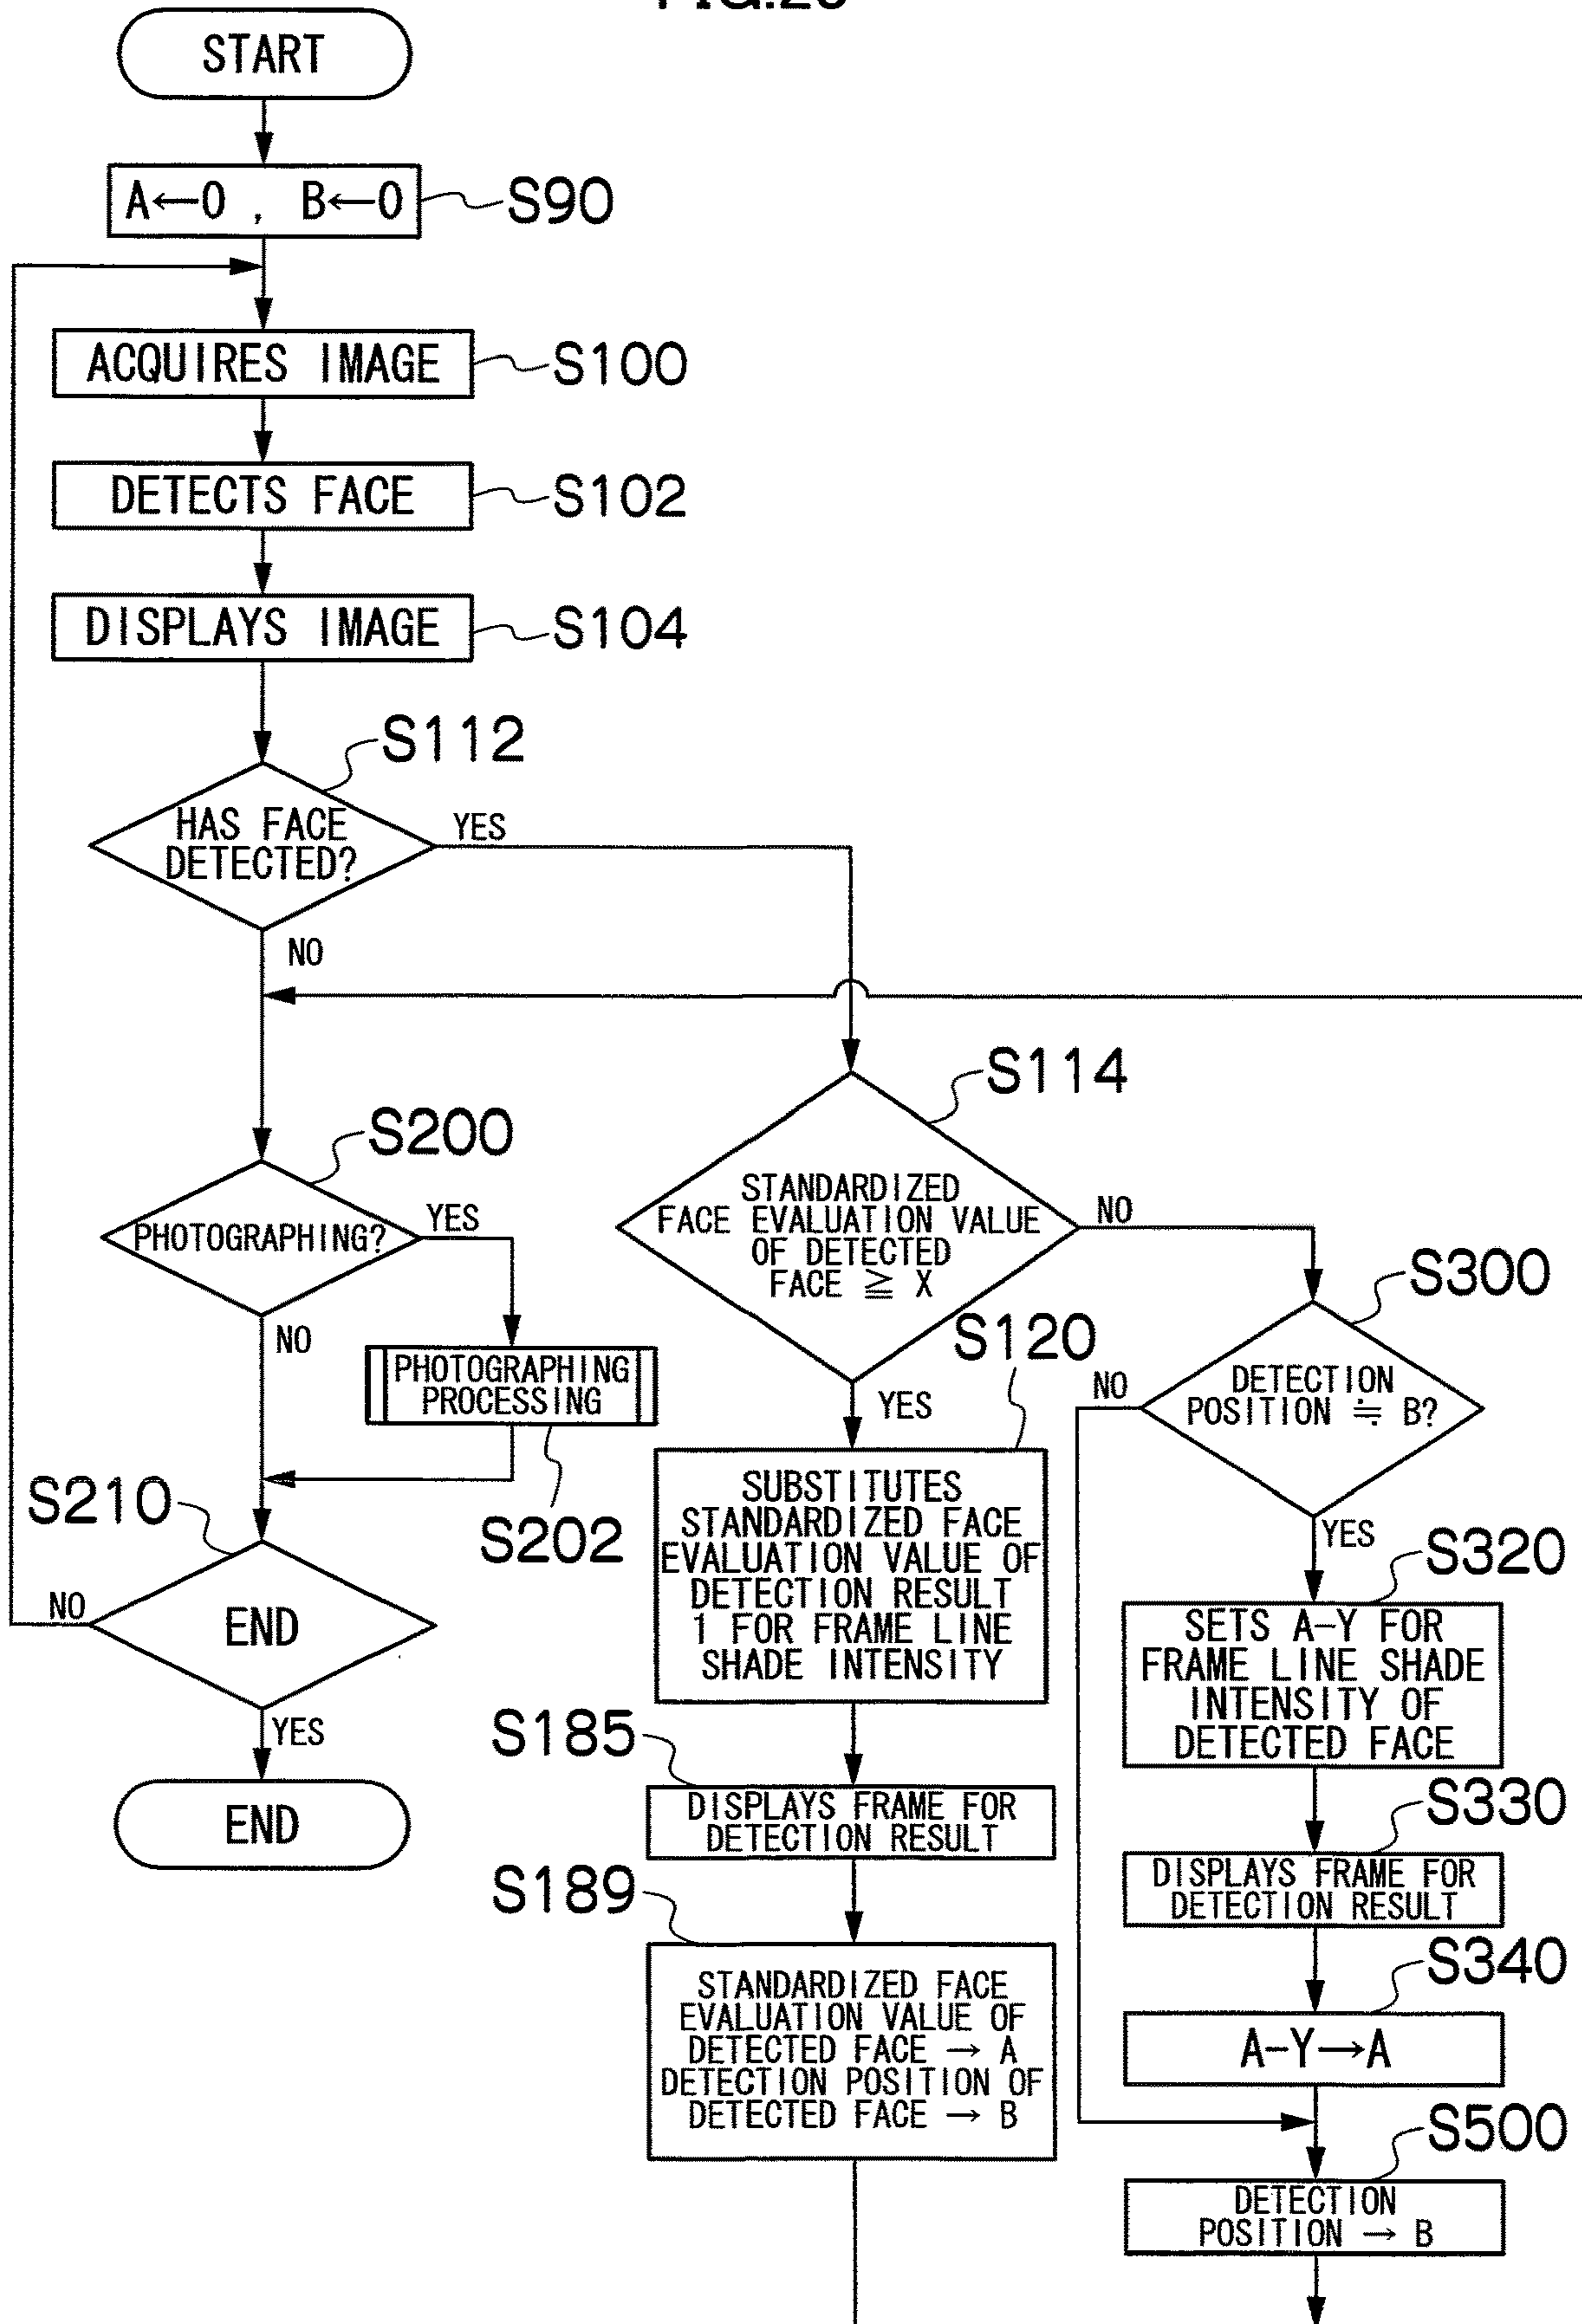 START
A←0 , B←0
S90
ACQUIRES IMAGE
S100
DETECTS FACE
S102
DISPLAYS IMAGE
S104
S112
HAS FACE
DETECTED?
YES
NO
S200
PHOTOGRAPHING?
YES
NO
PHOTOGRAPHING
PROCESSING
S202
S210
END
NO
YES
END
S114
STANDARDIZED
FACE EVALUATION VALUE
OF DETECTED
FACE ≧ X
NO
YES
S120
SUBSTITUTES
STANDARDIZED FACE
EVALUATION VALUE OF
DETECTION RESULT
1 FOR FRAME LINE
SHADE INTENSITY
S185
DISPLAYS FRAME FOR
DETECTION RESULT
S189
STANDARDIZED FACE
EVALUATION VALUE OF
DETECTED FACE → A
DETECTION POSITION OF
DETECTED FACE → B
S300
DETECTION
POSITION ≒ B?
NO
YES
S320
SETS A-Y FOR
FRAME LINE SHADE
INTENSITY OF
DETECTED FACE
S330
DISPLAYS FRAME FOR
DETECTION RESULT
S340
A-Y→A
S500
DETECTION
POSITION → B